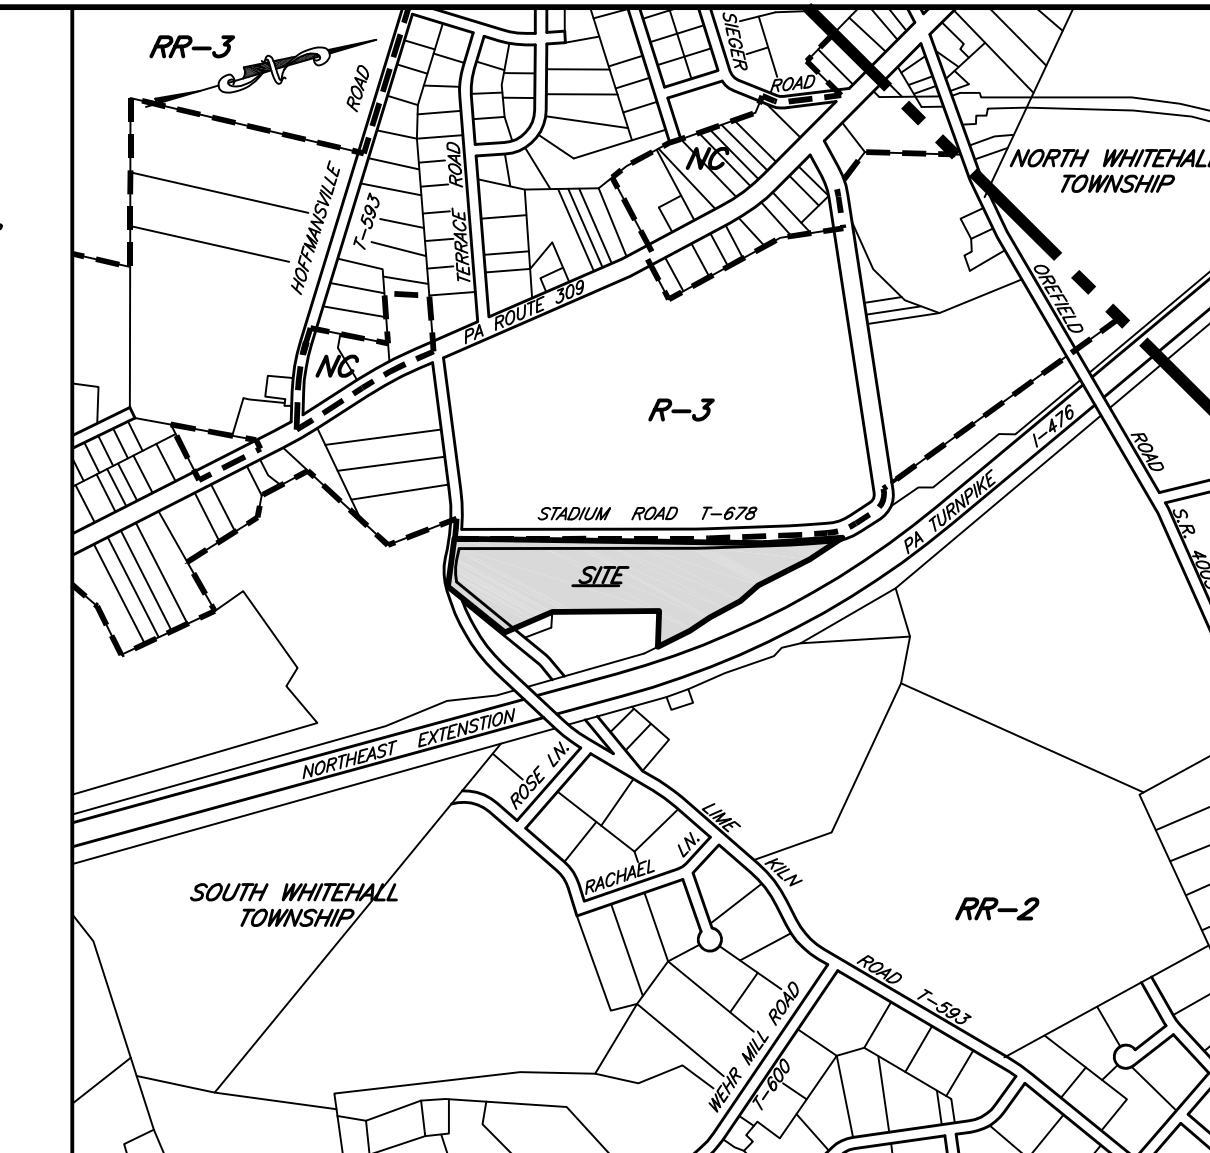 RR-3
SIEGER
ROAD
ROAD
NC
NORTH WHITEHALL
TOWNSHIP
HOFFMANSVILLE
T-593
TERRACE ROAD
PA ROUTE 309
OREFIELD
NC
R-3
I-476
ROAD
PA TURNPIKE
STADIUM ROAD T-678
S.R. 4003
SITE
NORTHEAST EXTENSTION
ROSE LN.
LIME
KILN
RACHAEL LN.
SOUTH WHITEHALL
TOWNSHIP
RR-2
ROAD T-593
WEHR MILL ROAD
T-600